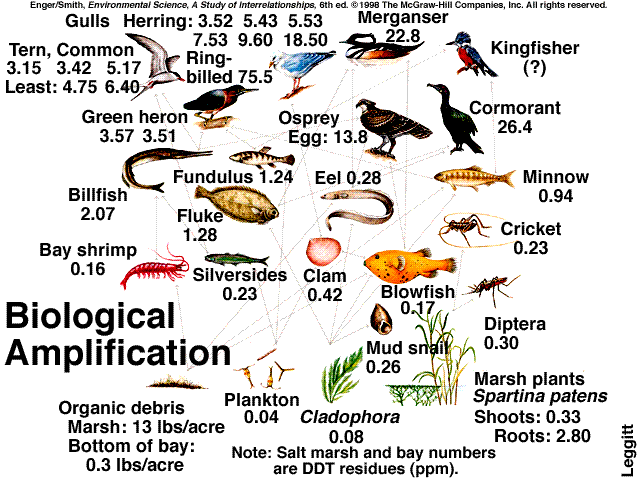 Enger/Smith, Environmental Science, A Study of Interrelationships, 6th ed. ©1998 The McGraw-Hill Companies, Inc. All rights reserved.
Gulls Herring: 3.52 5.43 5.53
7.53 9.60 18.50
Ring-
billed 75.5
Merganser
22.8
Tern, Common
3.15 3.42 5.17
Least: 4.75 6.40
Kingfisher
(?)
Green heron
3.57 3.51
Osprey
Egg: 13.8
Cormorant
26.4
Billfish
2.07
Fundulus 1.24
Eel 0.28
Minnow
0.94
Fluke
1.28
Cricket
0.23
Bay shrimp
0.16
Silversides
0.23
Clam
0.42
Blowfish
0.17
Diptera
0.30
Biological
Amplification
Mud snail
0.26
Organic debris
Marsh: 13 lbs/acre
Bottom of bay:
0.3 lbs/acre
Plankton
0.04
Cladophora
0.08
Marsh plants
Spartina patens
Shoots: 0.33
Roots: 2.80
Note: Salt marsh and bay numbers
are DDT residues (ppm).
Leggitt